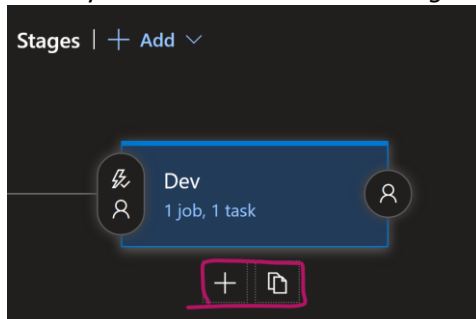 Stages | + Add
Dev
1 job, 1 task